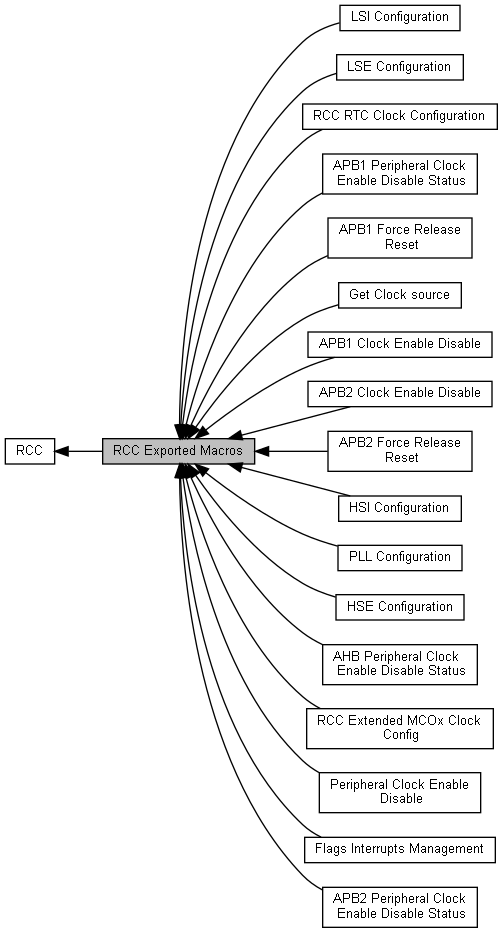 LSI Configuration
LSE Configuration
RCC RTC Clock Configuration
APB1 Peripheral Clock
Enable Disable Status
APB1 Force Release
Reset
Get Clock source
APB1 Clock Enable Disable
APB2 Clock Enable Disable
APB2 Force Release
Reset
RCC
RCC Exported Macros
HSI Configuration
PLL Configuration
HSE Configuration
AHB Peripheral Clock
Enable Disable Status
RCC Extended MCOx Clock
Config
Peripheral Clock Enable
Disable
Flags Interrupts Management
APB2 Peripheral Clock
Enable Disable Status